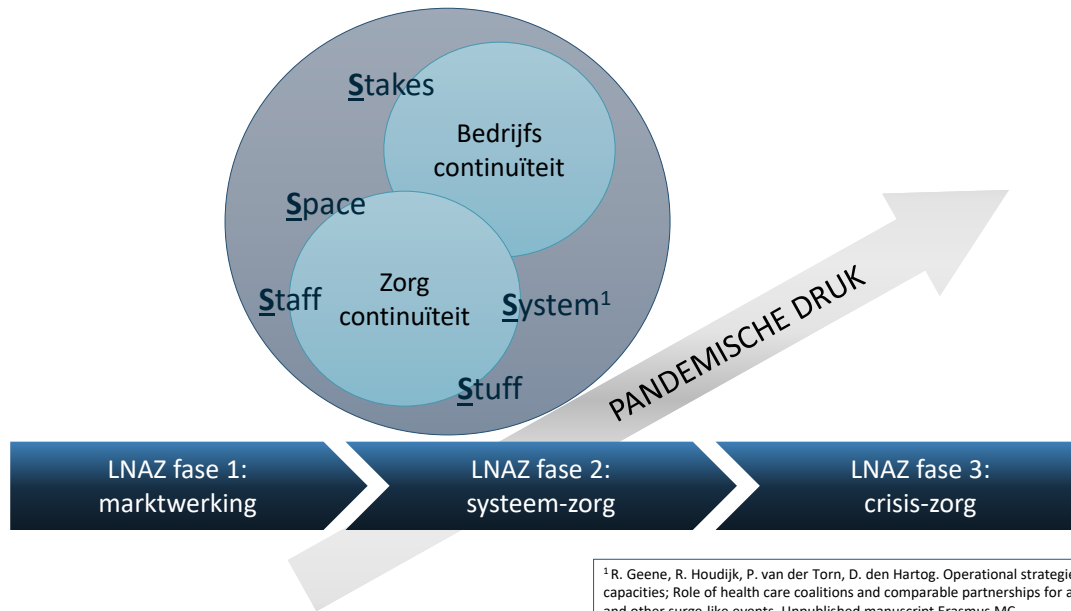 Stakes
Bedrijfs
continuïteit
Space
Zorg
continuïteit
Staff
System¹
Stuff
PANDEMISCHE DRUK
LNAZ fase 1:
marktwerking
LNAZ fase 2:
systeem-zorg
LNAZ fase 3:
crisis-zorg
¹ R. Geene, R. Houdijk, P. van der Torn, D. den Hartog. Operational strategie
capacities; Role of health care coalitions and comparable partnerships for a
and other surge-like events. Unpublished manuscript Erasmus MC